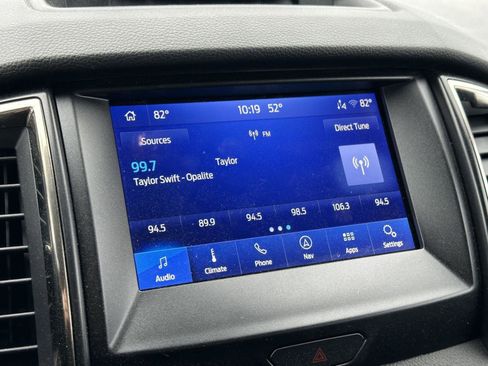 82° 10:19 52° 82°
Sources FM Direct Tune
99.7 Taylor
Taylor Swift - Opalite
94.5 89.9 94.5 98.5 106.3 94.5
Audio Climate Phone Nav Apps Settings